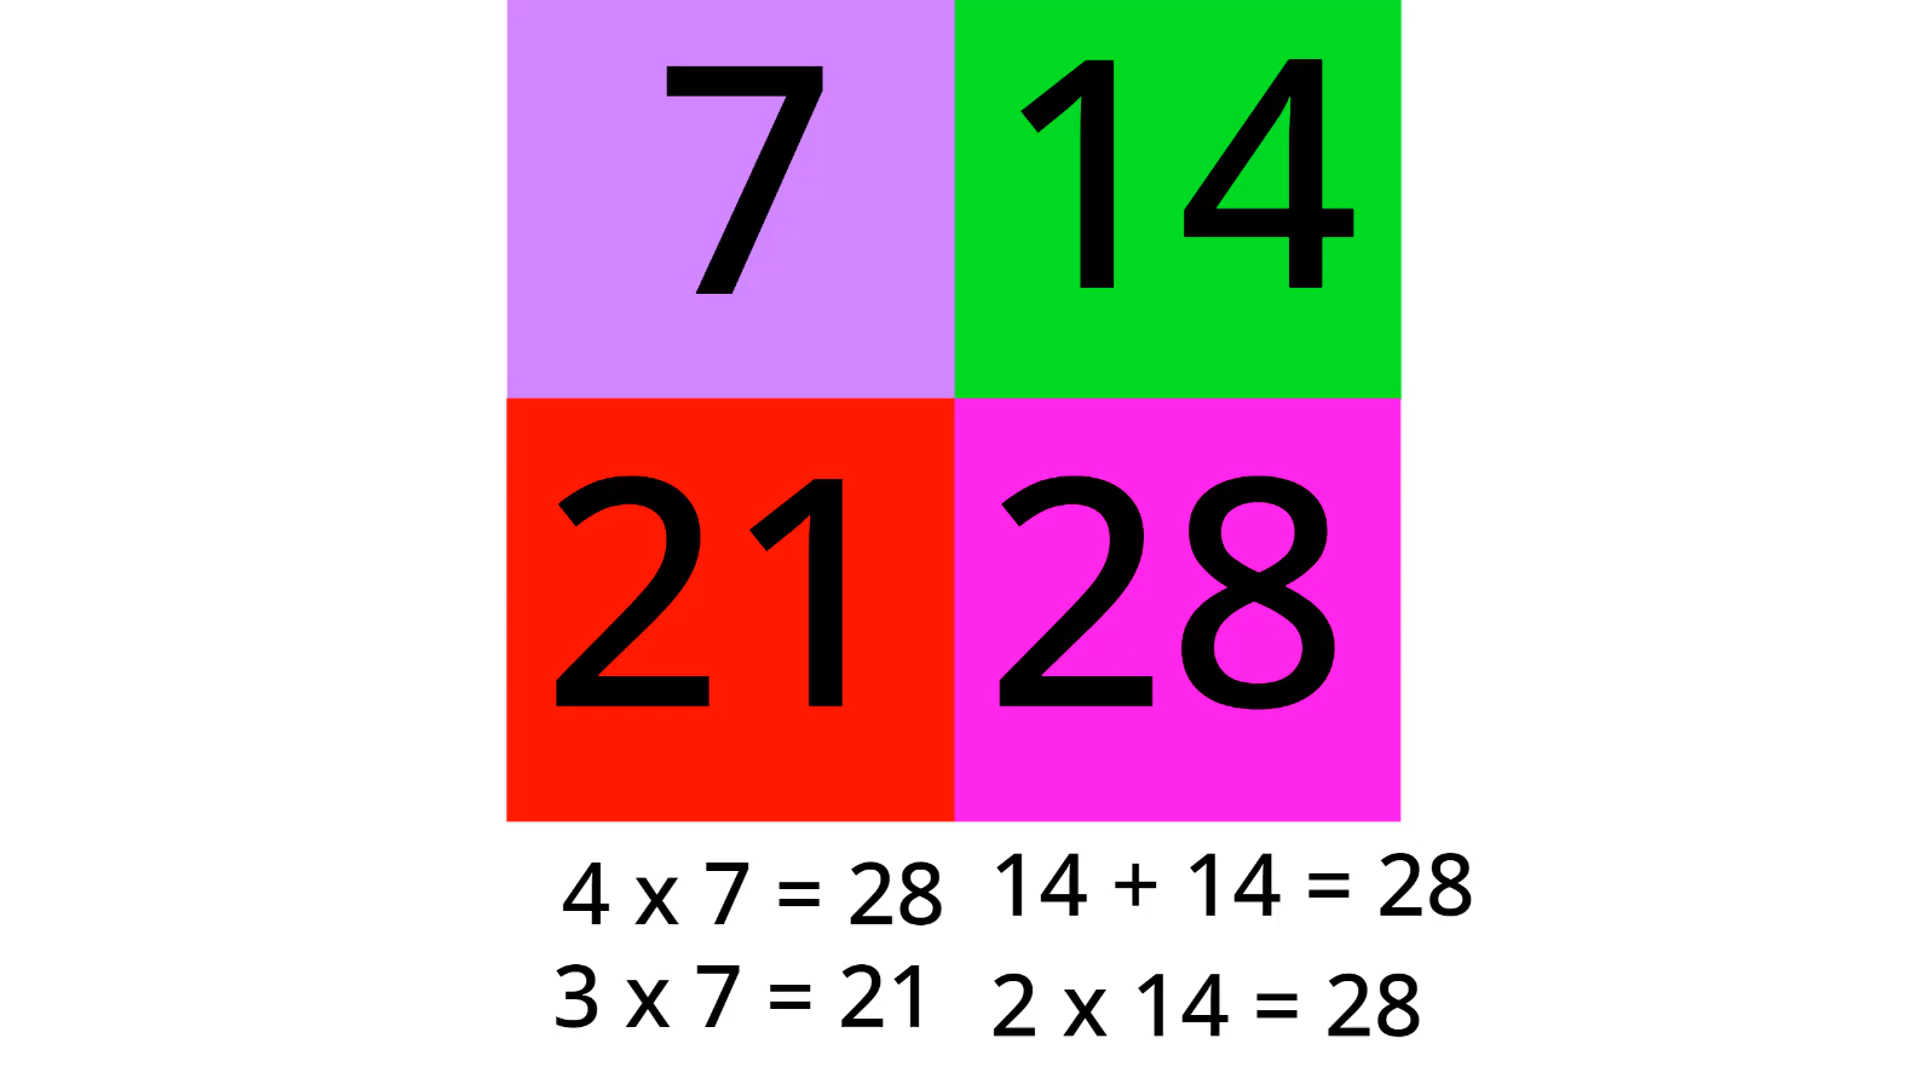 7 14
21 28
4 x 7 = 28 14 + 14 = 28
3 x 7 = 21 2 x 14 = 28